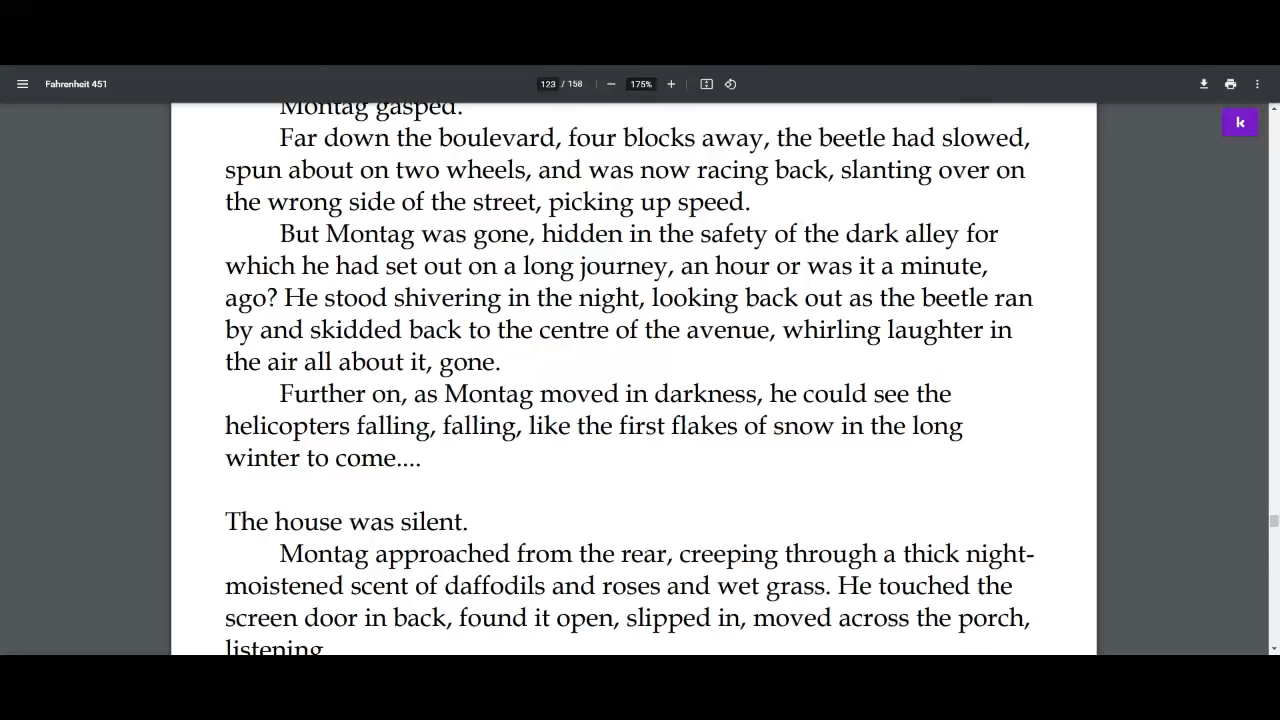 Fahrenheit 451
123 / 158
175%
k
Montag gasped.
Far down the boulevard, four blocks away, the beetle had slowed,
spun about on two wheels, and was now racing back, slanting over on
the wrong side of the street, picking up speed.
But Montag was gone, hidden in the safety of the dark alley for
which he had set out on a long journey, an hour or was it a minute,
ago? He stood shivering in the night, looking back out as the beetle ran
by and skidded back to the centre of the avenue, whirling laughter in
the air all about it, gone.
Further on, as Montag moved in darkness, he could see the
helicopters falling, falling, like the first flakes of snow in the long
winter to come....
The house was silent.
Montag approached from the rear, creeping through a thick night-
moistened scent of daffodils and roses and wet grass. He touched the
screen door in back, found it open, slipped in, moved across the porch,
listening.